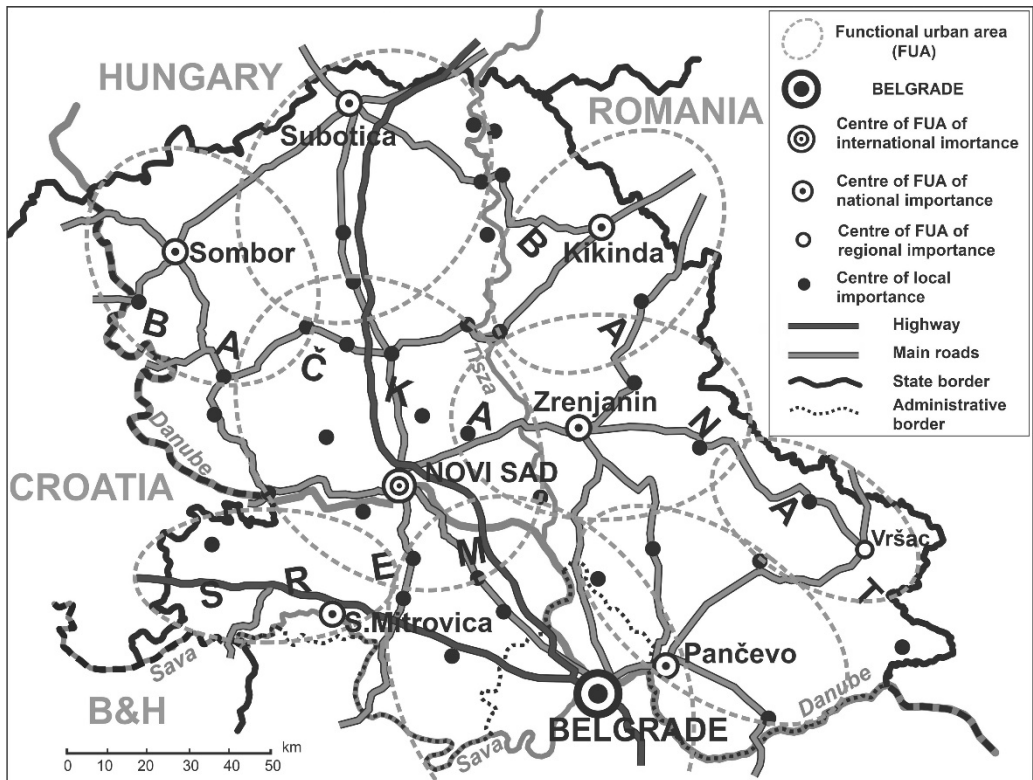 HUNGARY
ROMANIA
Subotica
Sombor
Kikinda
B
B
A
Č
K
A
A
N
A
T
Tisza
Zrenjanin
Danube
NOVI SAD
CROATIA
Vršac
S
R
E
M
S.Mitrovica
Sava
B&H
Pančevo
Danube
BELGRADE
Sava
km
0 10 20 30 40 50
Functional urban area
(FUA)
BELGRADE
Centre of FUA of
international imortance
Centre of FUA of
national importance
Centre of FUA of
regional importance
Centre of local
importance
Highway
Main roads
State border
Administrative
border